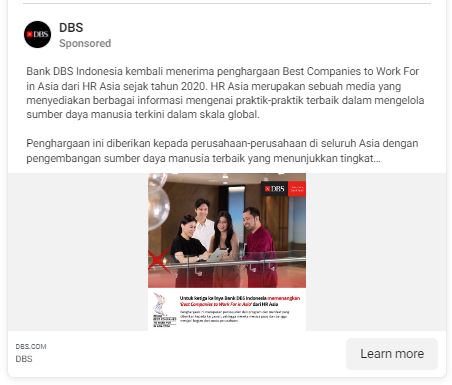 DBS
Sponsored
Bank DBS Indonesia kembali menerima penghargaan Best Companies to Work For
in Asia dari HR Asia sejak tahun 2020. HR Asia merupakan sebuah media yang
menyediakan berbagai informasi mengenai praktik-praktik terbaik dalam mengelola
sumber daya manusia terkini dalam skala global.
Penghargaan ini diberikan kepada perusahaan-perusahaan di seluruh Asia dengan
pengembangan sumber daya manusia terbaik yang menunjukkan tingkat...
DBS
Untuk ketiga kalinya Bank DBS Indonesia memenangkan
'Best Companies to Work For in Asia' dari HR Asia
DBS.COM
DBS
Learn more